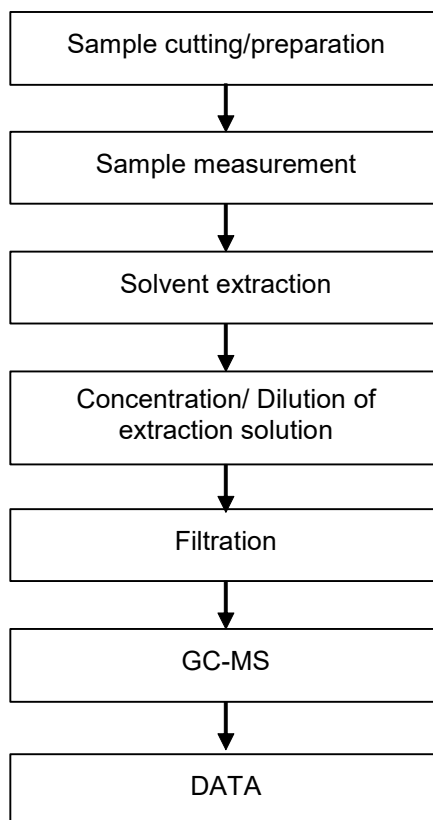 Sample cutting/preparation
Sample measurement
Solvent extraction
Concentration/ Dilution of
extraction solution
Filtration
GC-MS
DATA